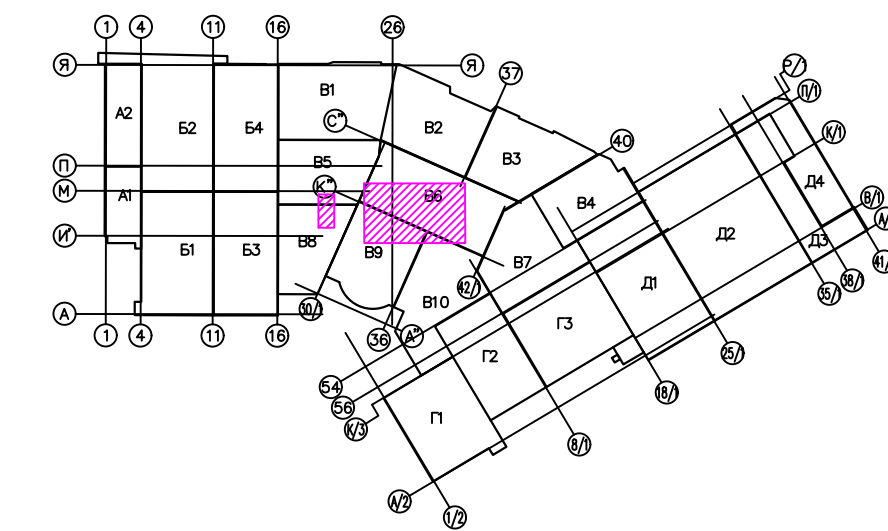 1 4 11 16 26
Я Я
37
Р/1
П/1
А2 Б2 Б4 В1 С" В2 В3 40 К/1
П В5
М К" В6 Д4
А1 В4 В/1
И' Б1 Б3 В8 В9 В7 Д2 Д3 А/
41/
38/1
35/1
42/1
Д1
А 30/1 В10
1 4 11 16 36 А"
Г3
25/1
Г2
54
56
18/1
К/3 Г1
8/1
А/2
1/2